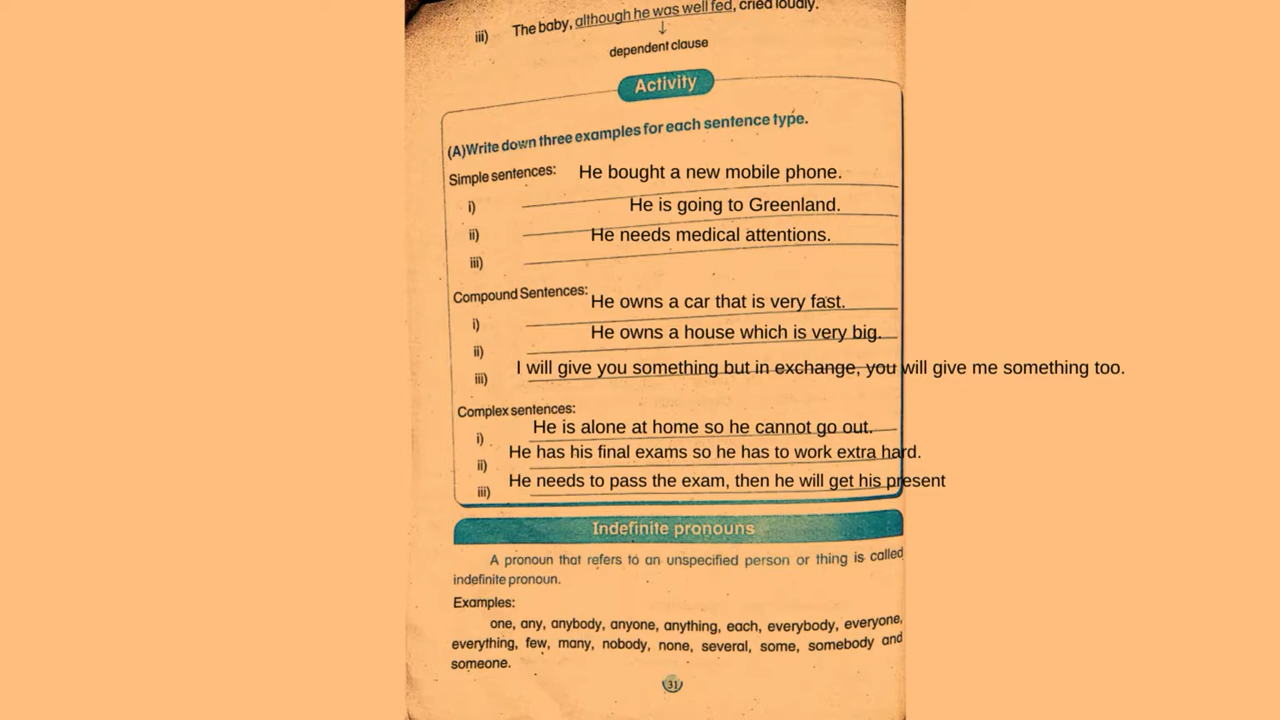 iii) The baby, although he was well fed, cried loudly.
dependent clause
Activity
(A)Write down three examples for each sentence type.
Simple sentences: He bought a new mobile phone.
i) He is going to Greenland.
ii) He needs medical attentions.
iii)
Compound Sentences: He owns a car that is very fast.
i) He owns a house which is very big.
ii)
iii) I will give you something but in exchange, you will give me something too.
Complex sentences:
i) He is alone at home so he cannot go out.
ii) He has his final exams so he has to work extra hard.
iii) He needs to pass the exam, then he will get his present
Indefinite pronouns
A pronoun that refers to an unspecified person or thing is called
indefinite pronoun.
Examples:
one, any, anybody, anyone, anything, each, everybody, everyone,
everything, few, many, nobody, none, several, some, somebody and
someone.
31